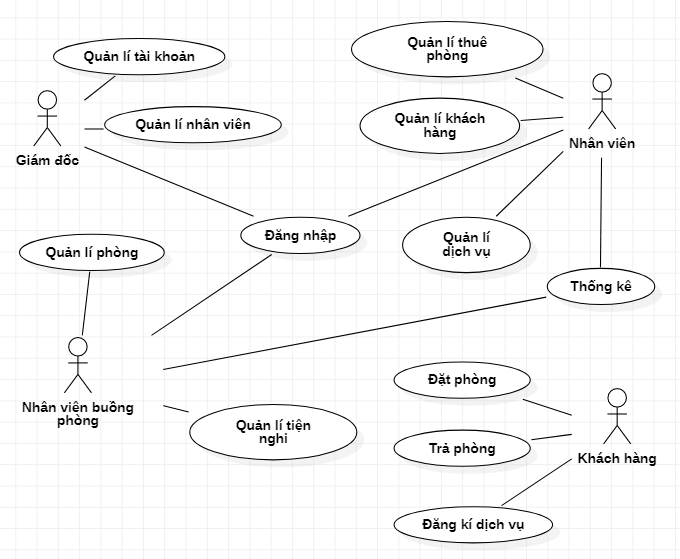 Quản lí tài khoản
Quản lí thuê
phòng
Quản lí nhân viên
Quản lí khách
hàng
Giám đốc
Nhân viên
Đăng nhập
Quản lí
dịch vụ
Quản lí phòng
Thống kê
Đặt phòng
Nhân viên buồng
phòng
Quản lí tiện
nghi
Trả phòng
Khách hàng
Đăng kí dịch vụ